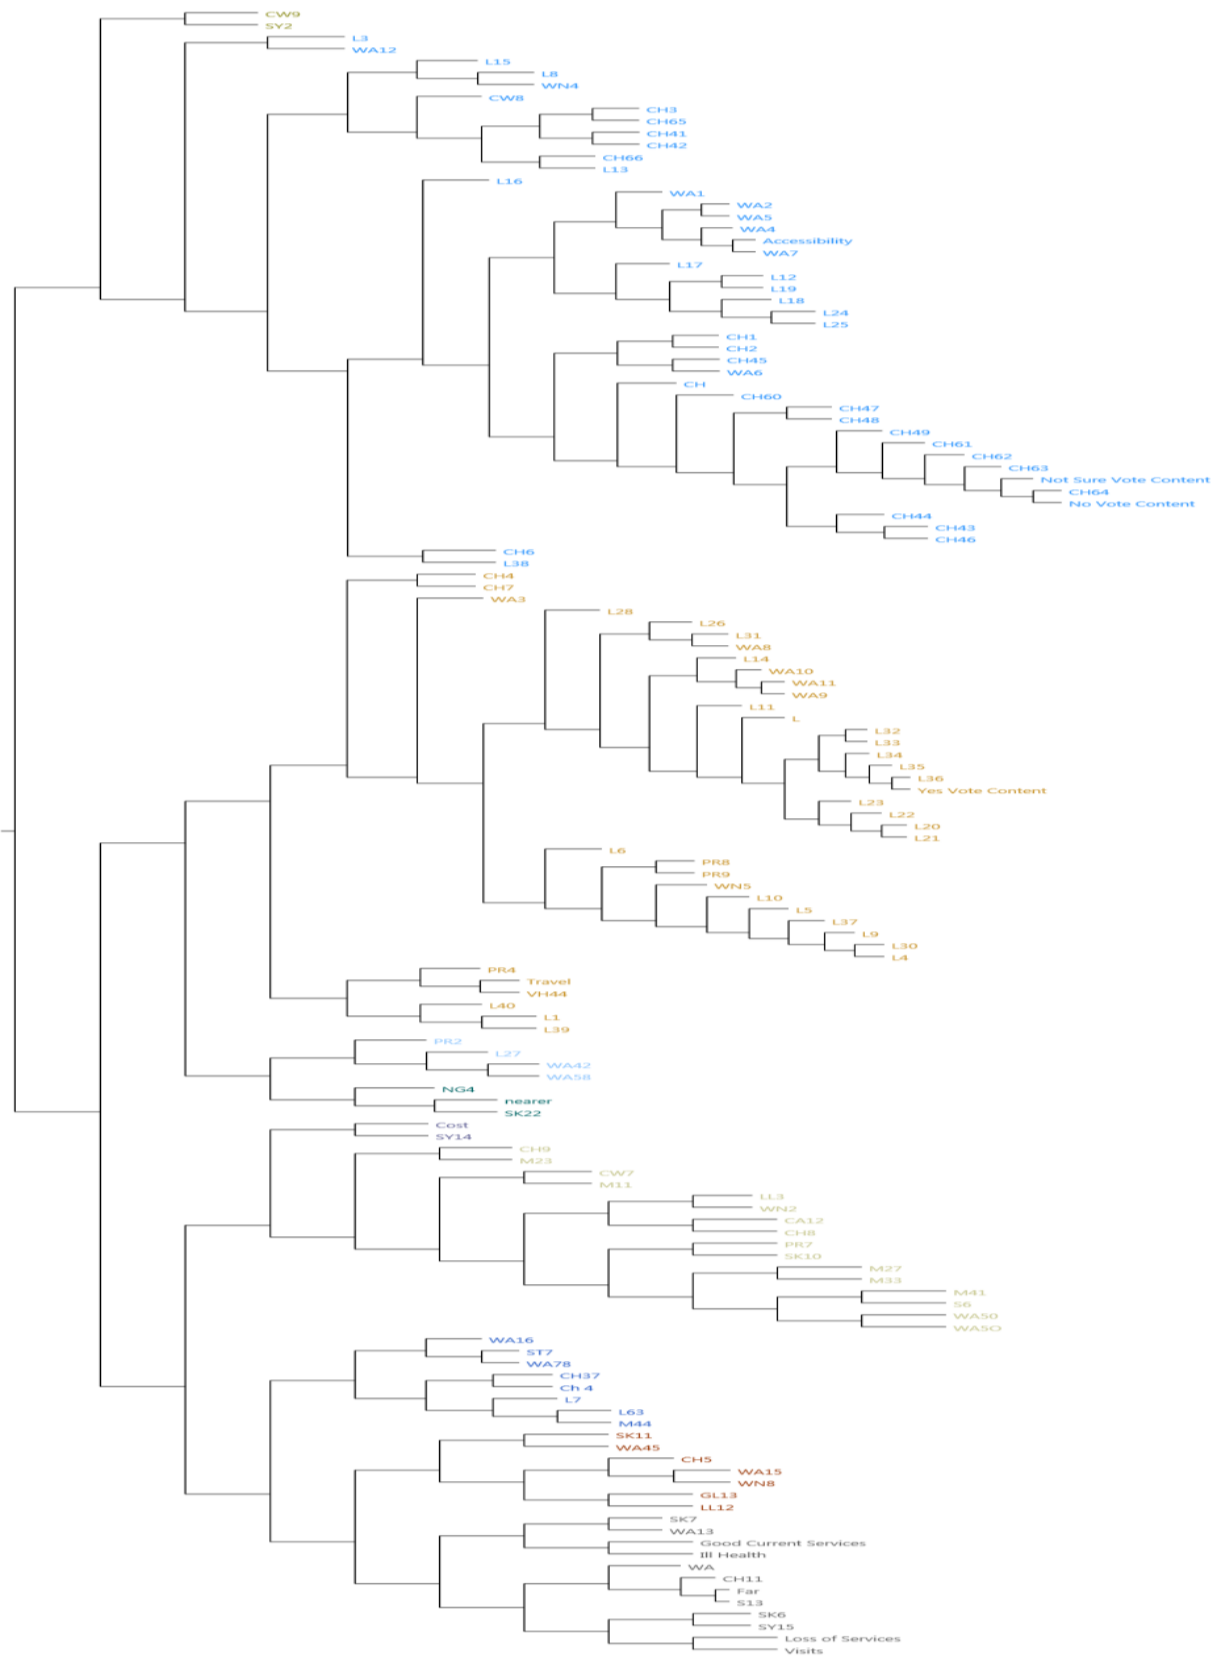 CW9
SY2
L3
WA12
L15
L8
WN4
CW8
CH3
CH65
CH41
CH42
CH66
L13
L16
WA1
WA2
WA5
WA4
Accessibility
WA7
L17
L12
L19
L18
L24
L25
CH1
CH2
CH45
WA6
CH
CH60
CH47
CH48
CH49
CH61
CH62
CH63
Not Sure Vote Content
CH64
No Vote Content
CH44
CH43
CH46
CH6
L38
CH4
CH7
WA3
L28
L26
L31
WA8
L14
WA10
WA11
WA9
L11
L
L32
L33
L34
L35
L36
Yes Vote Content
L23
L22
L20
L21
L6
PR8
PR9
WN5
L10
L5
L37
L9
L30
L4
PR4
Travel
VH44
L40
L1
L39
PR2
L27
WA42
WA58
NG4
nearer
SK22
Cost
SY14
CH9
M23
CW7
M11
LL3
WN2
CA12
CH8
PR7
SK10
M27
M33
M41
S6
WA50
WA5O
WA16
ST7
WA78
CH37
Ch 4
L7
L63
M44
SK11
WA45
CH5
WA15
WN8
GL13
LL12
SK7
WA13
Good Current Services
Ill Health
WA
CH11
Far
S13
SK6
SY15
Loss of Services
Visits